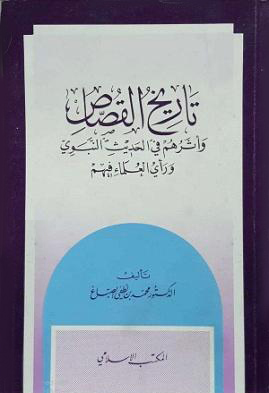 تاريخ القصاص
وأثرهم في الحديث النبوي
ورأي العلماء فيهم
تأليف
الدكتور محمد بن لطفي الصباغ
المكتب الإسلامي